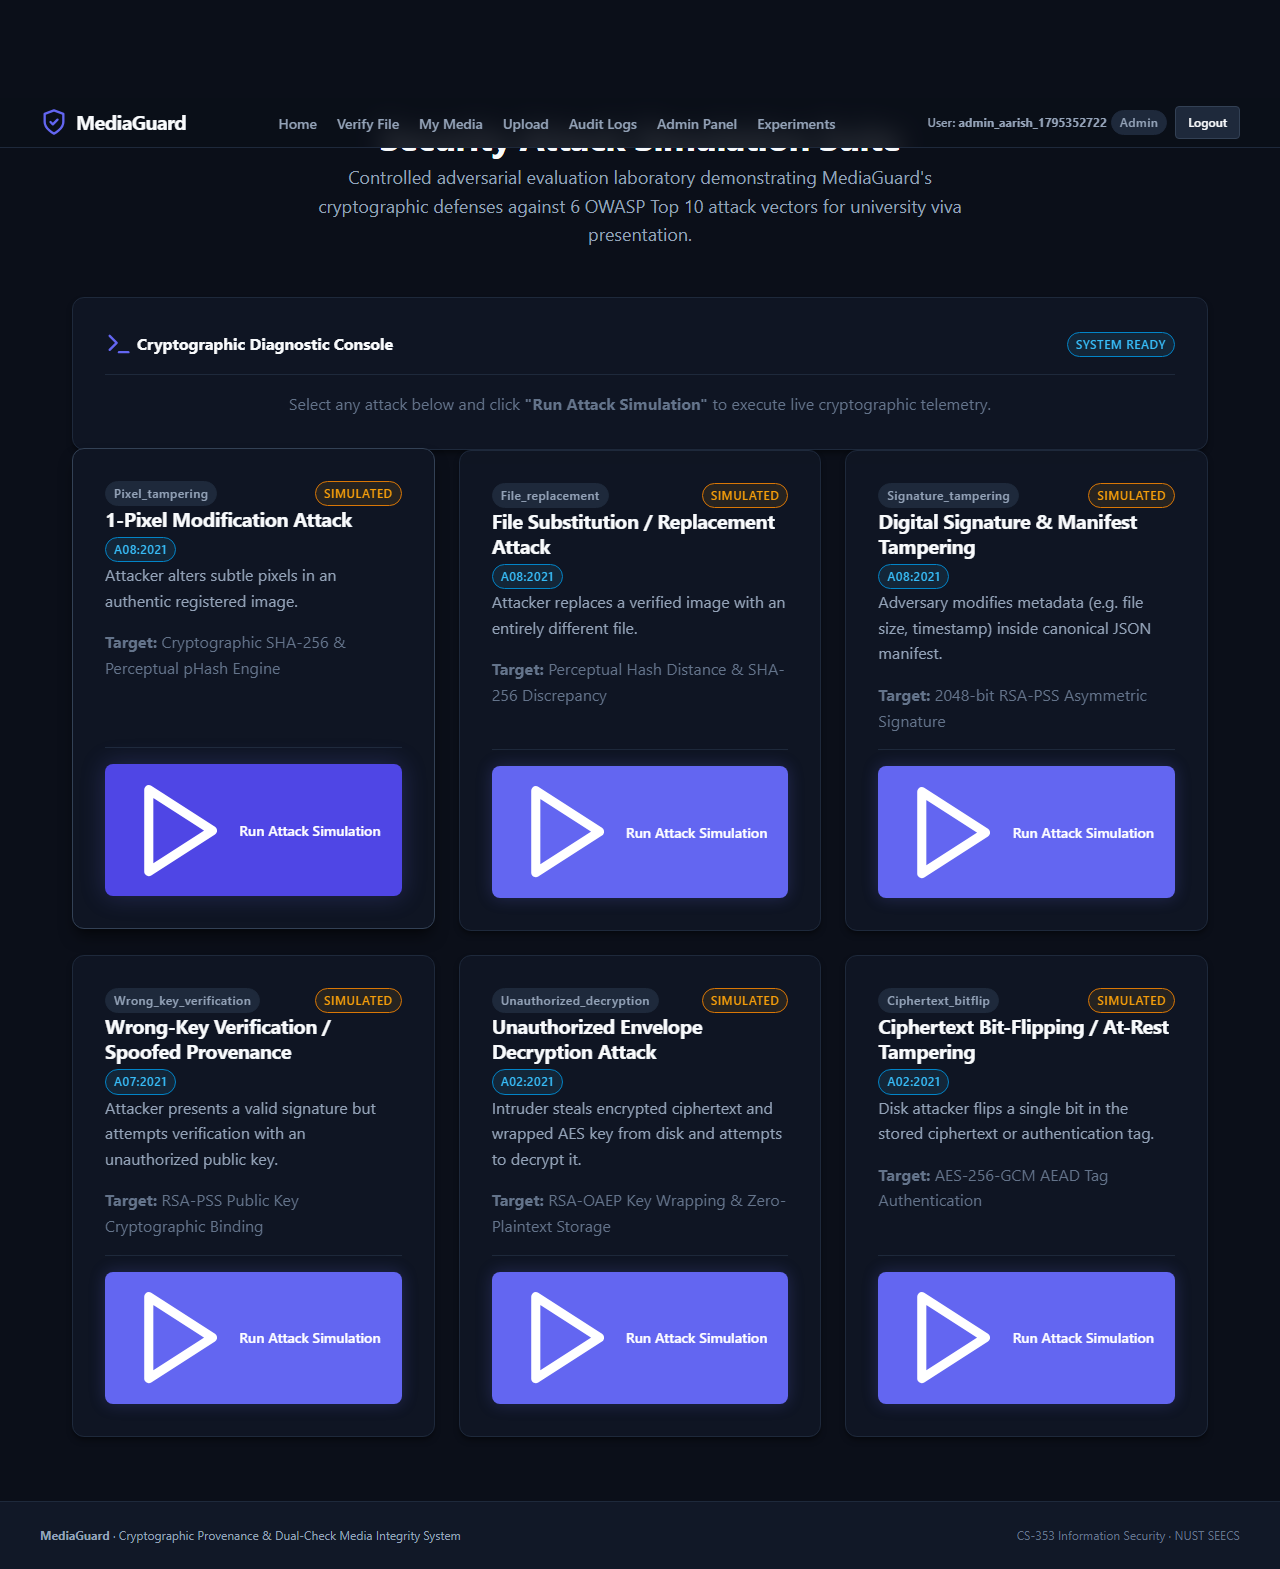 MediaGuard
Home
Verify File
My Media
Upload
Audit Logs
Admin Panel
Experiments
User: admin_aarish_1795352722
Admin
Logout
Security Attack Simulation Suite
Controlled adversarial evaluation laboratory demonstrating MediaGuard's
cryptographic defenses against 6 OWASP Top 10 attack vectors for university viva
presentation.
Cryptographic Diagnostic Console
SYSTEM READY
Select any attack below and click "Run Attack Simulation" to execute live cryptographic telemetry.
Pixel_tampering
SIMULATED
1-Pixel Modification Attack
A08:2021
Attacker alters subtle pixels in an
authentic registered image.
Target: Cryptographic SHA-256 &
Perceptual pHash Engine
Run Attack Simulation
File_replacement
SIMULATED
File Substitution / Replacement
Attack
A08:2021
Attacker replaces a verified image with an
entirely different file.
Target: Perceptual Hash Distance & SHA-
256 Discrepancy
Run Attack Simulation
Signature_tampering
SIMULATED
Digital Signature & Manifest
Tampering
A08:2021
Adversary modifies metadata (e.g. file
size, timestamp) inside canonical JSON
manifest.
Target: 2048-bit RSA-PSS Asymmetric
Signature
Run Attack Simulation
Wrong_key_verification
SIMULATED
Wrong-Key Verification /
Spoofed Provenance
A07:2021
Attacker presents a valid signature but
attempts verification with an
unauthorized public key.
Target: RSA-PSS Public Key
Cryptographic Binding
Run Attack Simulation
Unauthorized_decryption
SIMULATED
Unauthorized Envelope
Decryption Attack
A02:2021
Intruder steals encrypted ciphertext and
wrapped AES key from disk and attempts
to decrypt it.
Target: RSA-OAEP Key Wrapping & Zero-
Plaintext Storage
Run Attack Simulation
Ciphertext_bitflip
SIMULATED
Ciphertext Bit-Flipping / At-Rest
Tampering
A02:2021
Disk attacker flips a single bit in the
stored ciphertext or authentication tag.
Target: AES-256-GCM AEAD Tag
Authentication
Run Attack Simulation
MediaGuard · Cryptographic Provenance & Dual-Check Media Integrity System
CS-353 Information Security · NUST SEECS